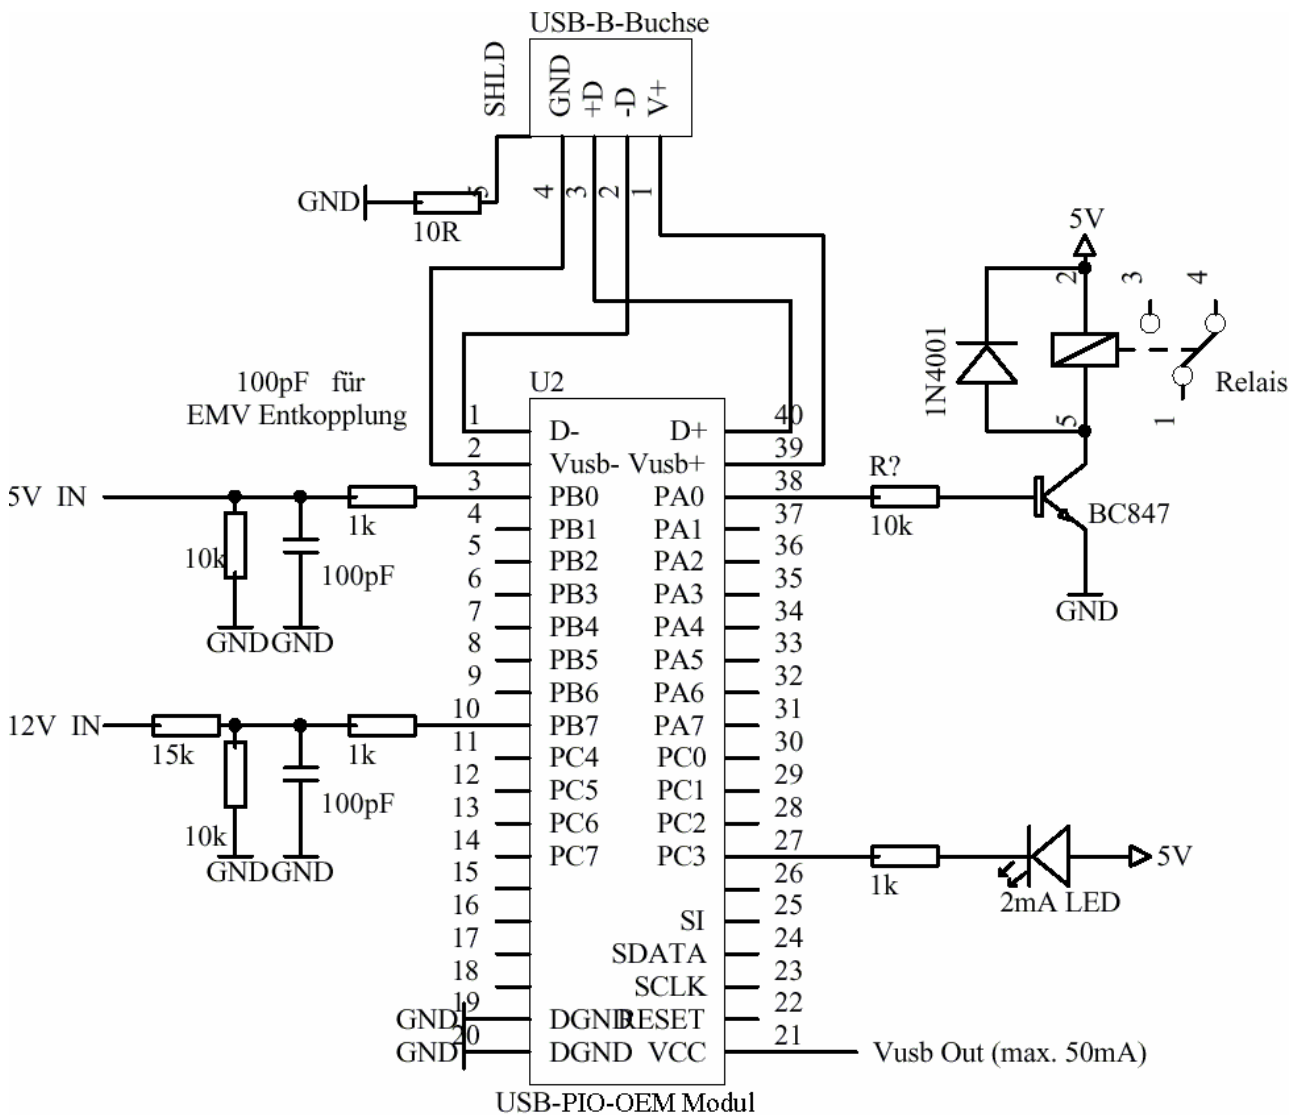 USB-B-Buchse
SHLD
GND
+D
-D
V+
5
4
3
2
1
GND
10R
5V
2
3
4
1N4001
Relais
5
1
100pF für
EMV Entkopplung
U2
1 D- D+ 40
2 Vusb- Vusb+ 39
5V IN
1k
3 PB0 PA0 38
R?
10k
BC847
GND
10k
100pF
GND GND
4 PB1 PA1 37
5 PB2 PA2 36
6 PB3 PA3 35
7 PB4 PA4 34
8 PB5 PA5 33
9 PB6 PA6 32
12V IN
15k
1k
10 PB7 PA7 31
10k
100pF
GND GND
11 PC4 PC0 30
12 PC5 PC1 29
13 PC6 PC2 28
14 PC7 PC3 27
1k
2mA LED
5V
15 26
16 SI 25
17 SDATA 24
18 SCLK 23
GND 19 DGND RESET 22
GND 20 DGND VCC 21
Vusb Out (max. 50mA)
USB-PIO-OEM Modul